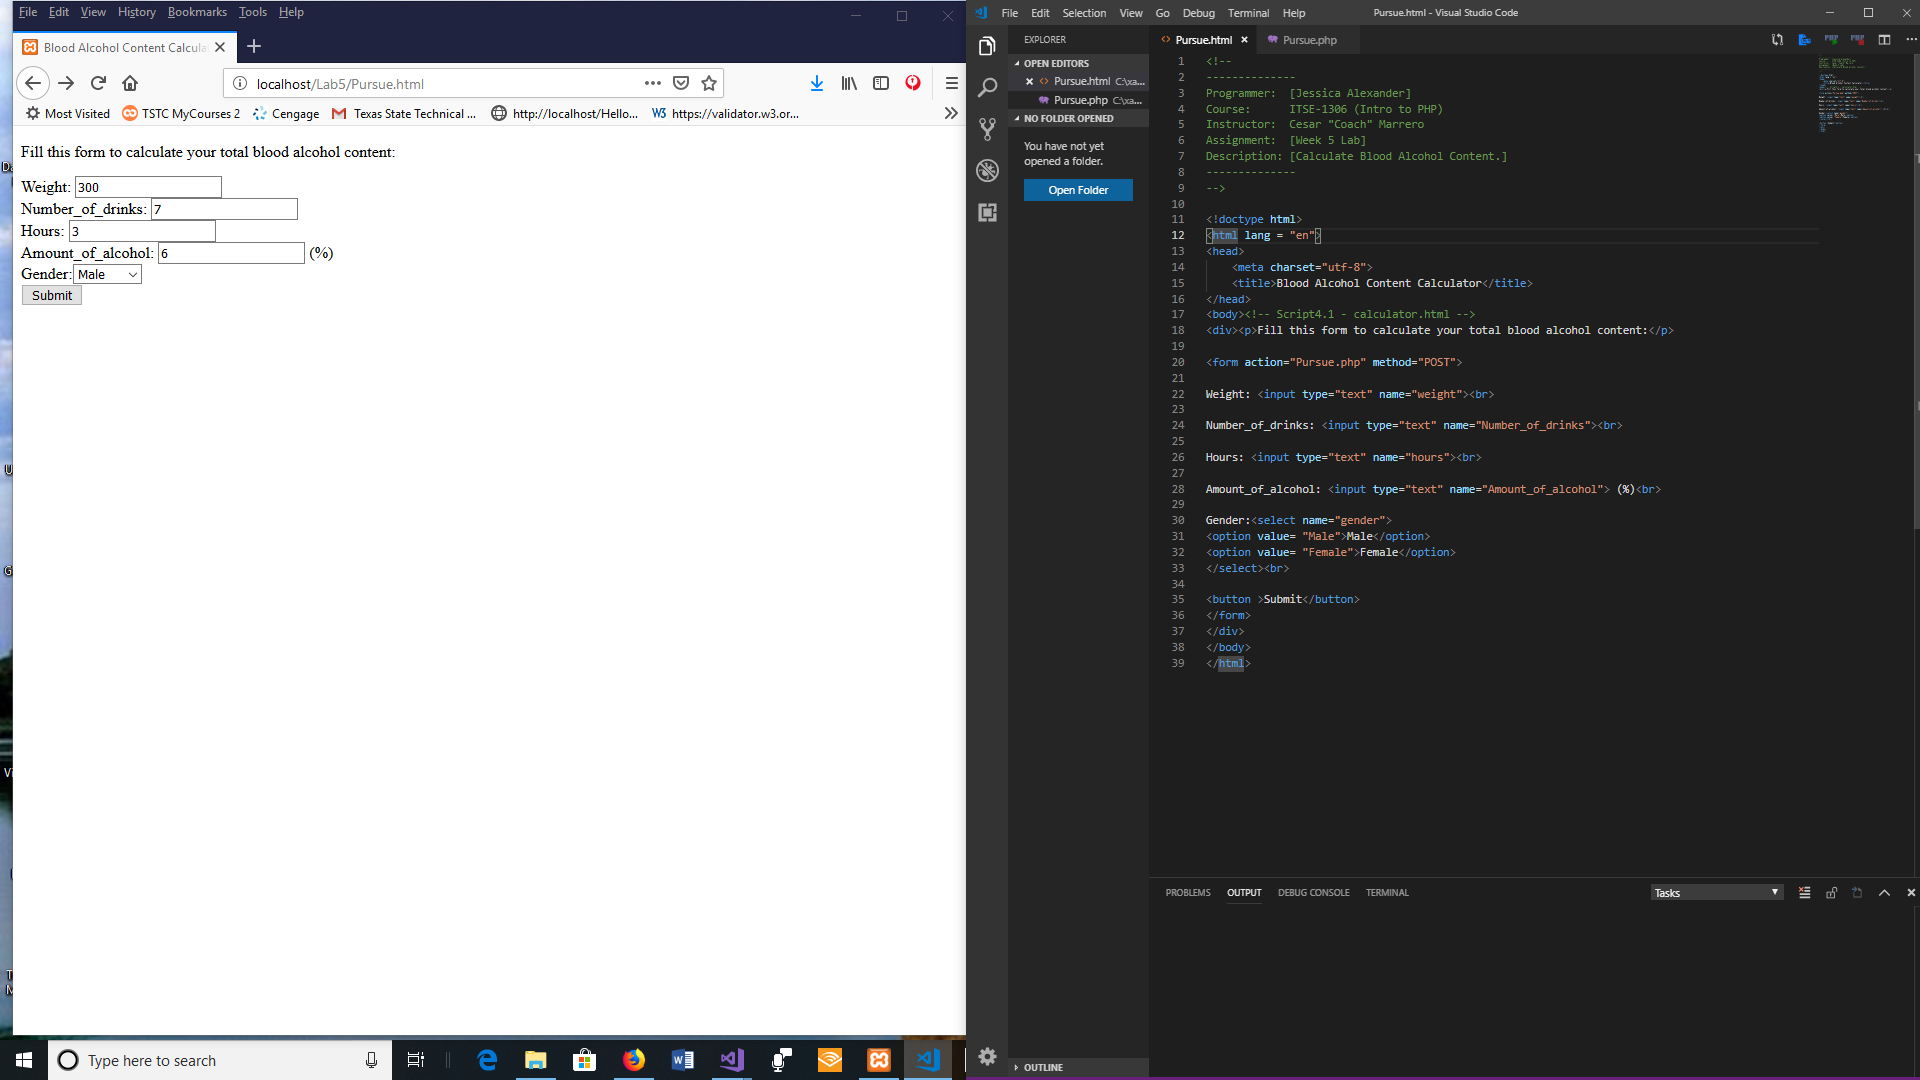 File Edit View History Bookmarks Tools Help
Blood Alcohol Content Calcula
localhost/Lab5/Pursue.html
Most Visited TSTC MyCourses 2 Cengage Texas State Technical ... http://localhost/Hello... https://validator.w3.or...
Fill this form to calculate your total blood alcohol content:
Weight: 300
Number_of_drinks: 7
Hours: 3
Amount_of_alcohol: 6 (%)
Gender: Male
Submit
Type here to search
File Edit Selection View Go Debug Terminal Help Pursue.html - Visual Studio Code
EXPLORER
OPEN EDITORS
Pursue.html C:\xa...
Pursue.php C:\xa...
NO FOLDER OPENED
You have not yet
opened a folder.
Open Folder
OUTLINE
Pursue.html Pursue.php
1 <!--
2 --------------
3 Programmer: [Jessica Alexander]
4 Course: ITSE-1306 (Intro to PHP)
5 Instructor: Cesar "Coach" Marrero
6 Assignment: [Week 5 Lab]
7 Description: [Calculate Blood Alcohol Content.]
8 --------------
9 -->
10
11 <!doctype html>
12 <html lang = "en">
13 <head>
14 <meta charset="utf-8">
15 <title>Blood Alcohol Content Calculator</title>
16 </head>
17 <body><!-- Script4.1 - calculator.html -->
18 <div><p>Fill this form to calculate your total blood alcohol content:</p>
19
20 <form action="Pursue.php" method="POST">
21
22 Weight: <input type="text" name="weight"><br>
23
24 Number_of_drinks: <input type="text" name="Number_of_drinks"><br>
25
26 Hours: <input type="text" name="hours"><br>
27
28 Amount_of_alcohol: <input type="text" name="Amount_of_alcohol"> (%)<br>
29
30 Gender:<select name="gender">
31 <option value= "Male">Male</option>
32 <option value= "Female">Female</option>
33 </select><br>
34
35 <button >Submit</button>
36 </form>
37 </div>
38 </body>
39 </html>
PROBLEMS OUTPUT DEBUG CONSOLE TERMINAL Tasks